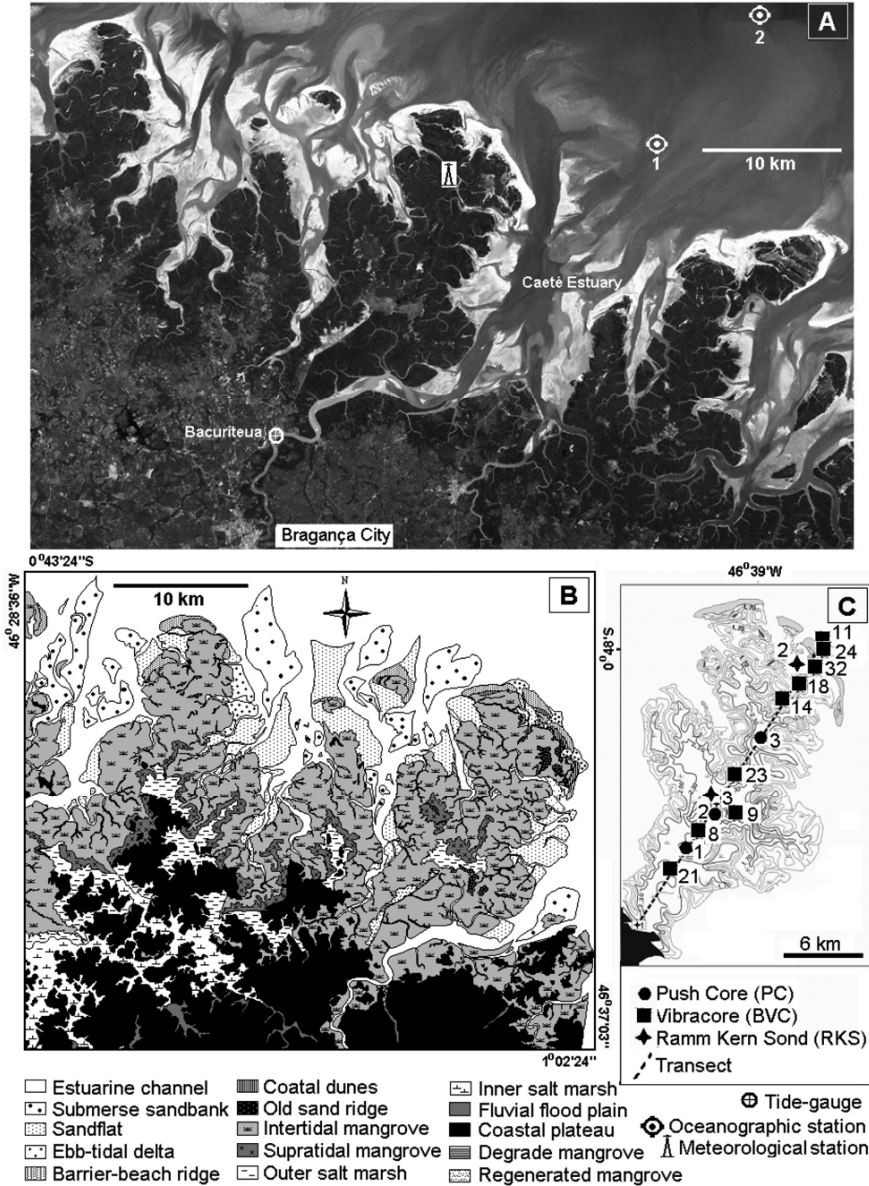 A
2
1
10 km
Caeté Estuary
Bacuriteua
Bragança City
0°43'24''S
46°28'36''W
10 km
N
B
46°37'03''
1°02'24''
46°39'W
C
0°48'S,
11
2
24
32
18
14
3
23
3
2
9
8
1
21
6 km
Push Core (PC)
Vibracore (BVC)
Ramm Kern Sond (RKS)
Transect
Estuarine channel
Submerse sandbank
Sandflat
Ebb-tidal delta
Barrier-beach ridge
Coatal dunes
Old sand ridge
Intertidal mangrove
Supratidal mangrove
Outer salt marsh
Inner salt marsh
Fluvial flood plain
Coastal plateau
Degrade mangrove
Regenerated mangrove
Tide-gauge
Oceanographic station
Meteorological station